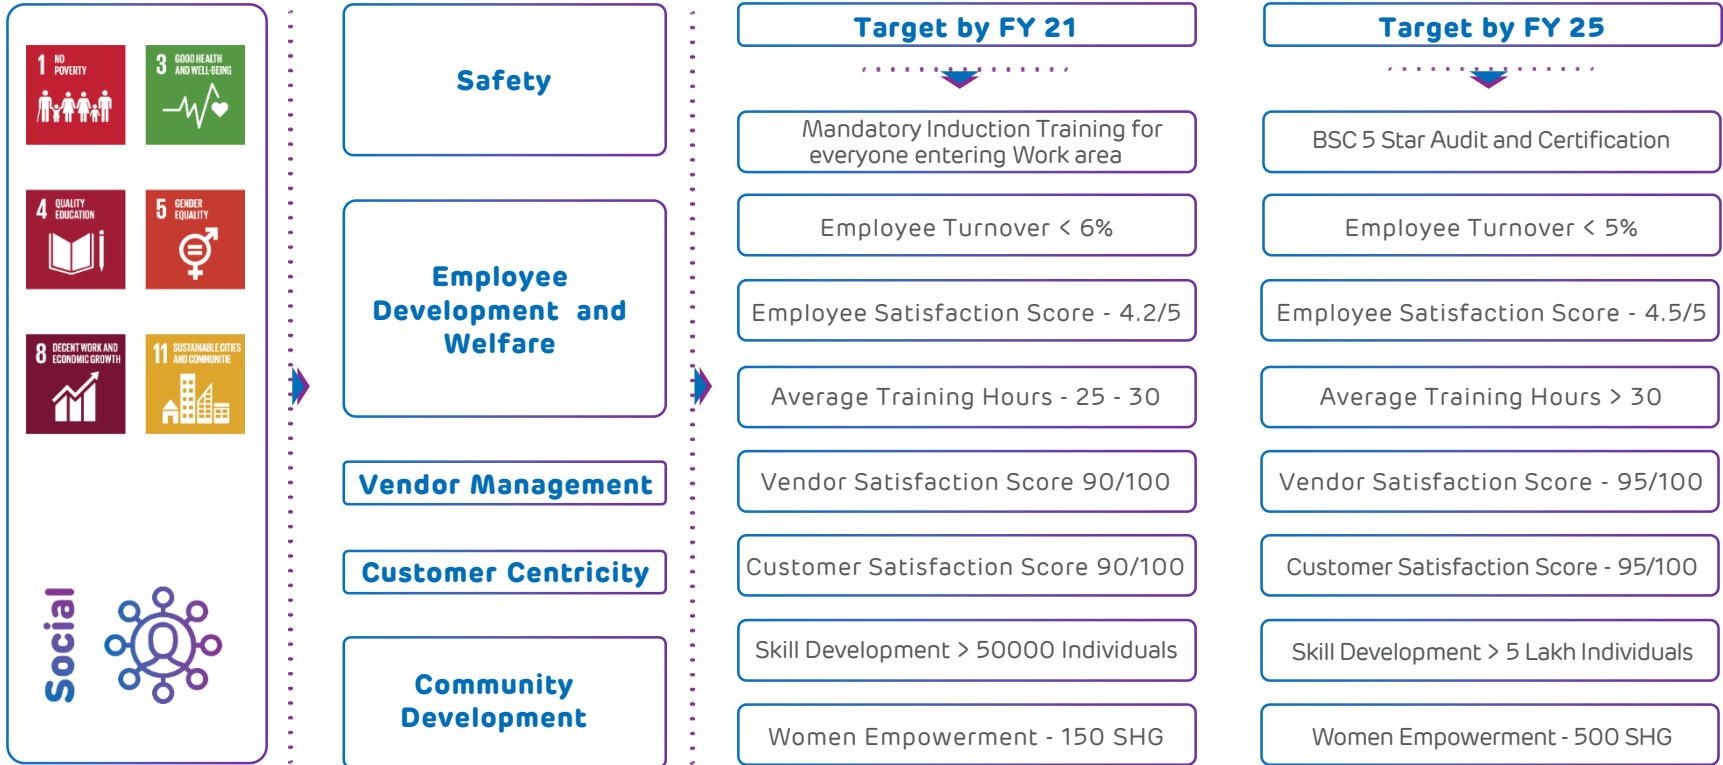 1 NO
POVERTY
3 GOOD HEALTH
AND WELL-BEING
4 QUALITY
EDUCATION
5 GENDER
EQUALITY
8 DECENT WORK AND
ECONOMIC GROWTH
11 SUSTAINABLE CITIES
AND COMMUNITIE
Social
Safety
Employee
Development and
Welfare
Vendor Management
Customer Centricity
Community
Development
Target by FY 21
Mandatory Induction Training for
everyone entering Work area
Employee Turnover < 6%
Employee Satisfaction Score - 4.2/5
Average Training Hours - 25 - 30
Vendor Satisfaction Score 90/100
Customer Satisfaction Score 90/100
Skill Development > 50000 Individuals
Women Empowerment - 150 SHG
Target by FY 25
BSC 5 Star Audit and Certification
Employee Turnover < 5%
Employee Satisfaction Score - 4.5/5
Average Training Hours > 30
Vendor Satisfaction Score - 95/100
Customer Satisfaction Score - 95/100
Skill Development > 5 Lakh Individuals
Women Empowerment - 500 SHG